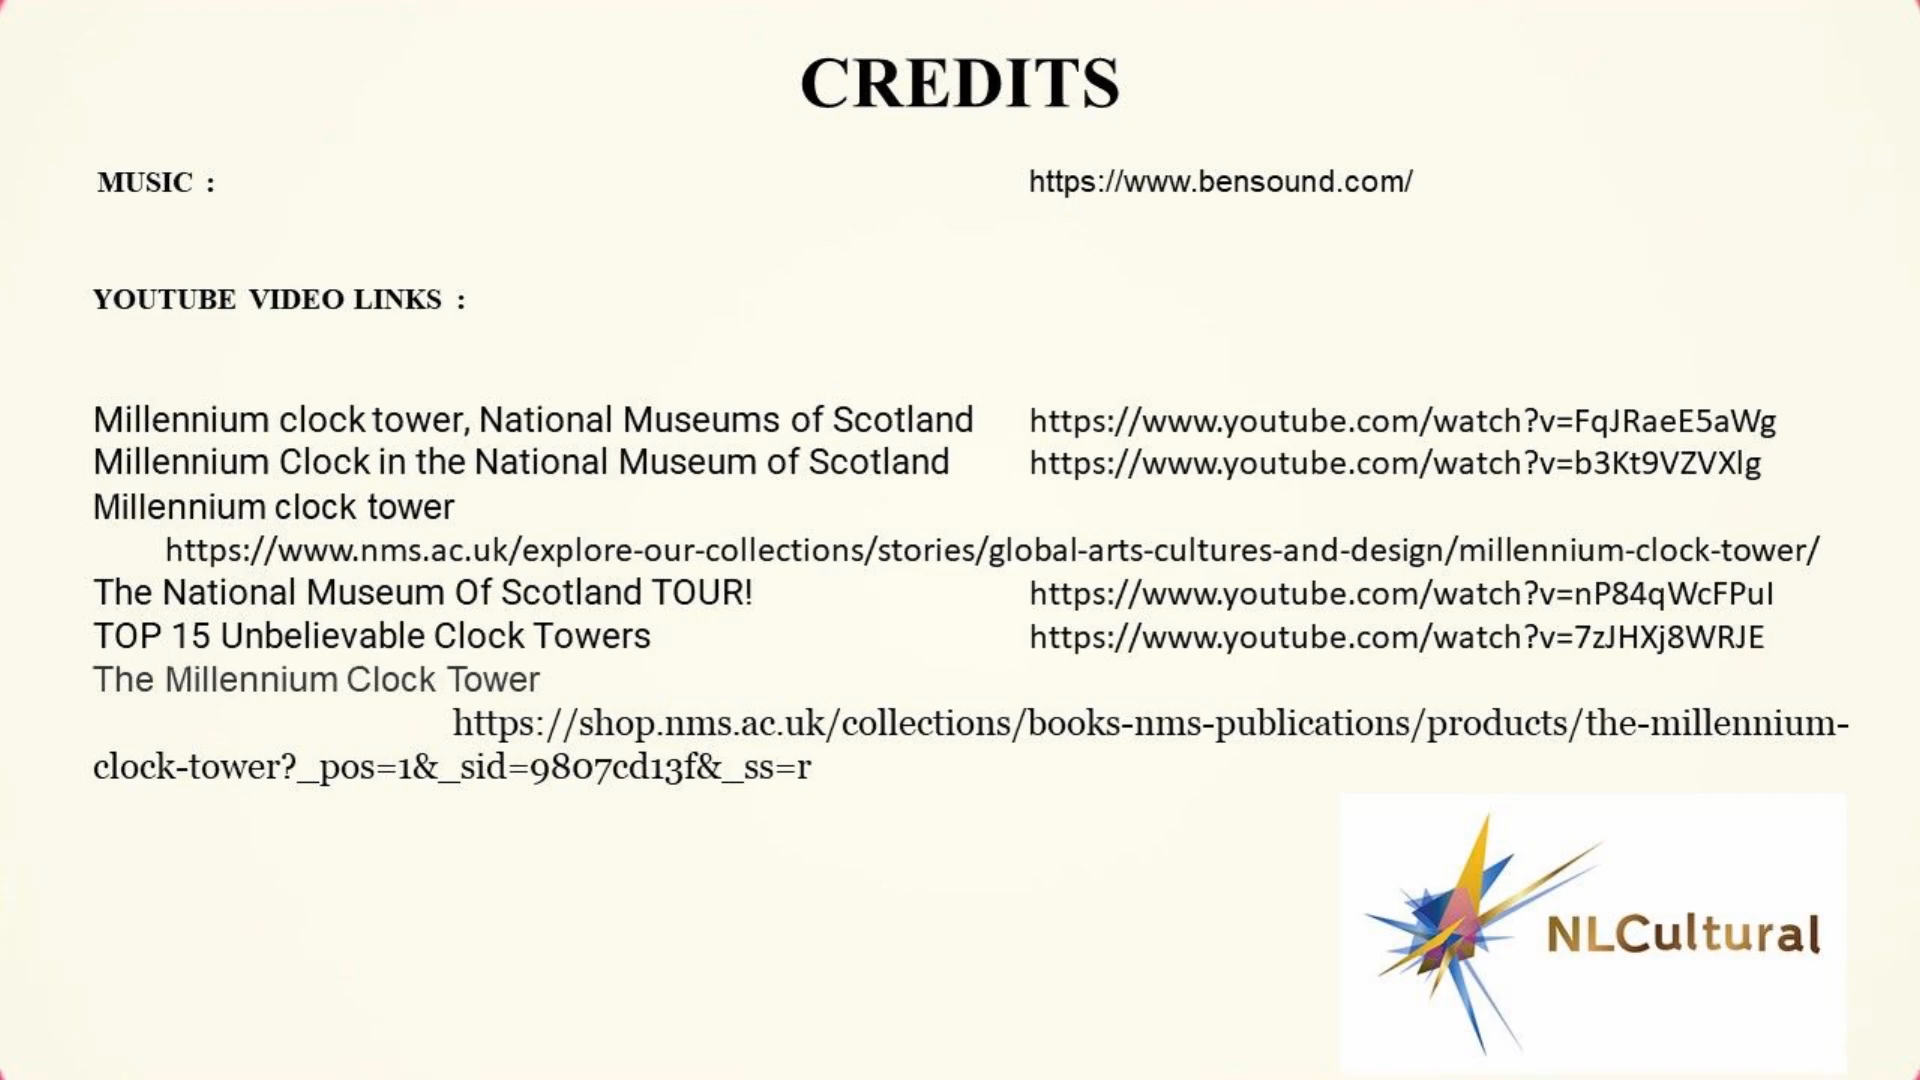 CREDITS
MUSIC : https://www.bensound.com/
YOUTUBE VIDEO LINKS :
Millennium clock tower, National Museums of Scotland https://www.youtube.com/watch?v=FqJRaeE5aWg
Millennium Clock in the National Museum of Scotland https://www.youtube.com/watch?v=b3Kt9VZVXlg
Millennium clock tower
https://www.nms.ac.uk/explore-our-collections/stories/global-arts-cultures-and-design/millennium-clock-tower/
The National Museum Of Scotland TOUR! https://www.youtube.com/watch?v=nP84qWcFPuI
TOP 15 Unbelievable Clock Towers https://www.youtube.com/watch?v=7zJHXj8WRJE
The Millennium Clock Tower
https://shop.nms.ac.uk/collections/books-nms-publications/products/the-millennium-
clock-tower?_pos=1&_sid=9807cd13f&_ss=r
NLCultural